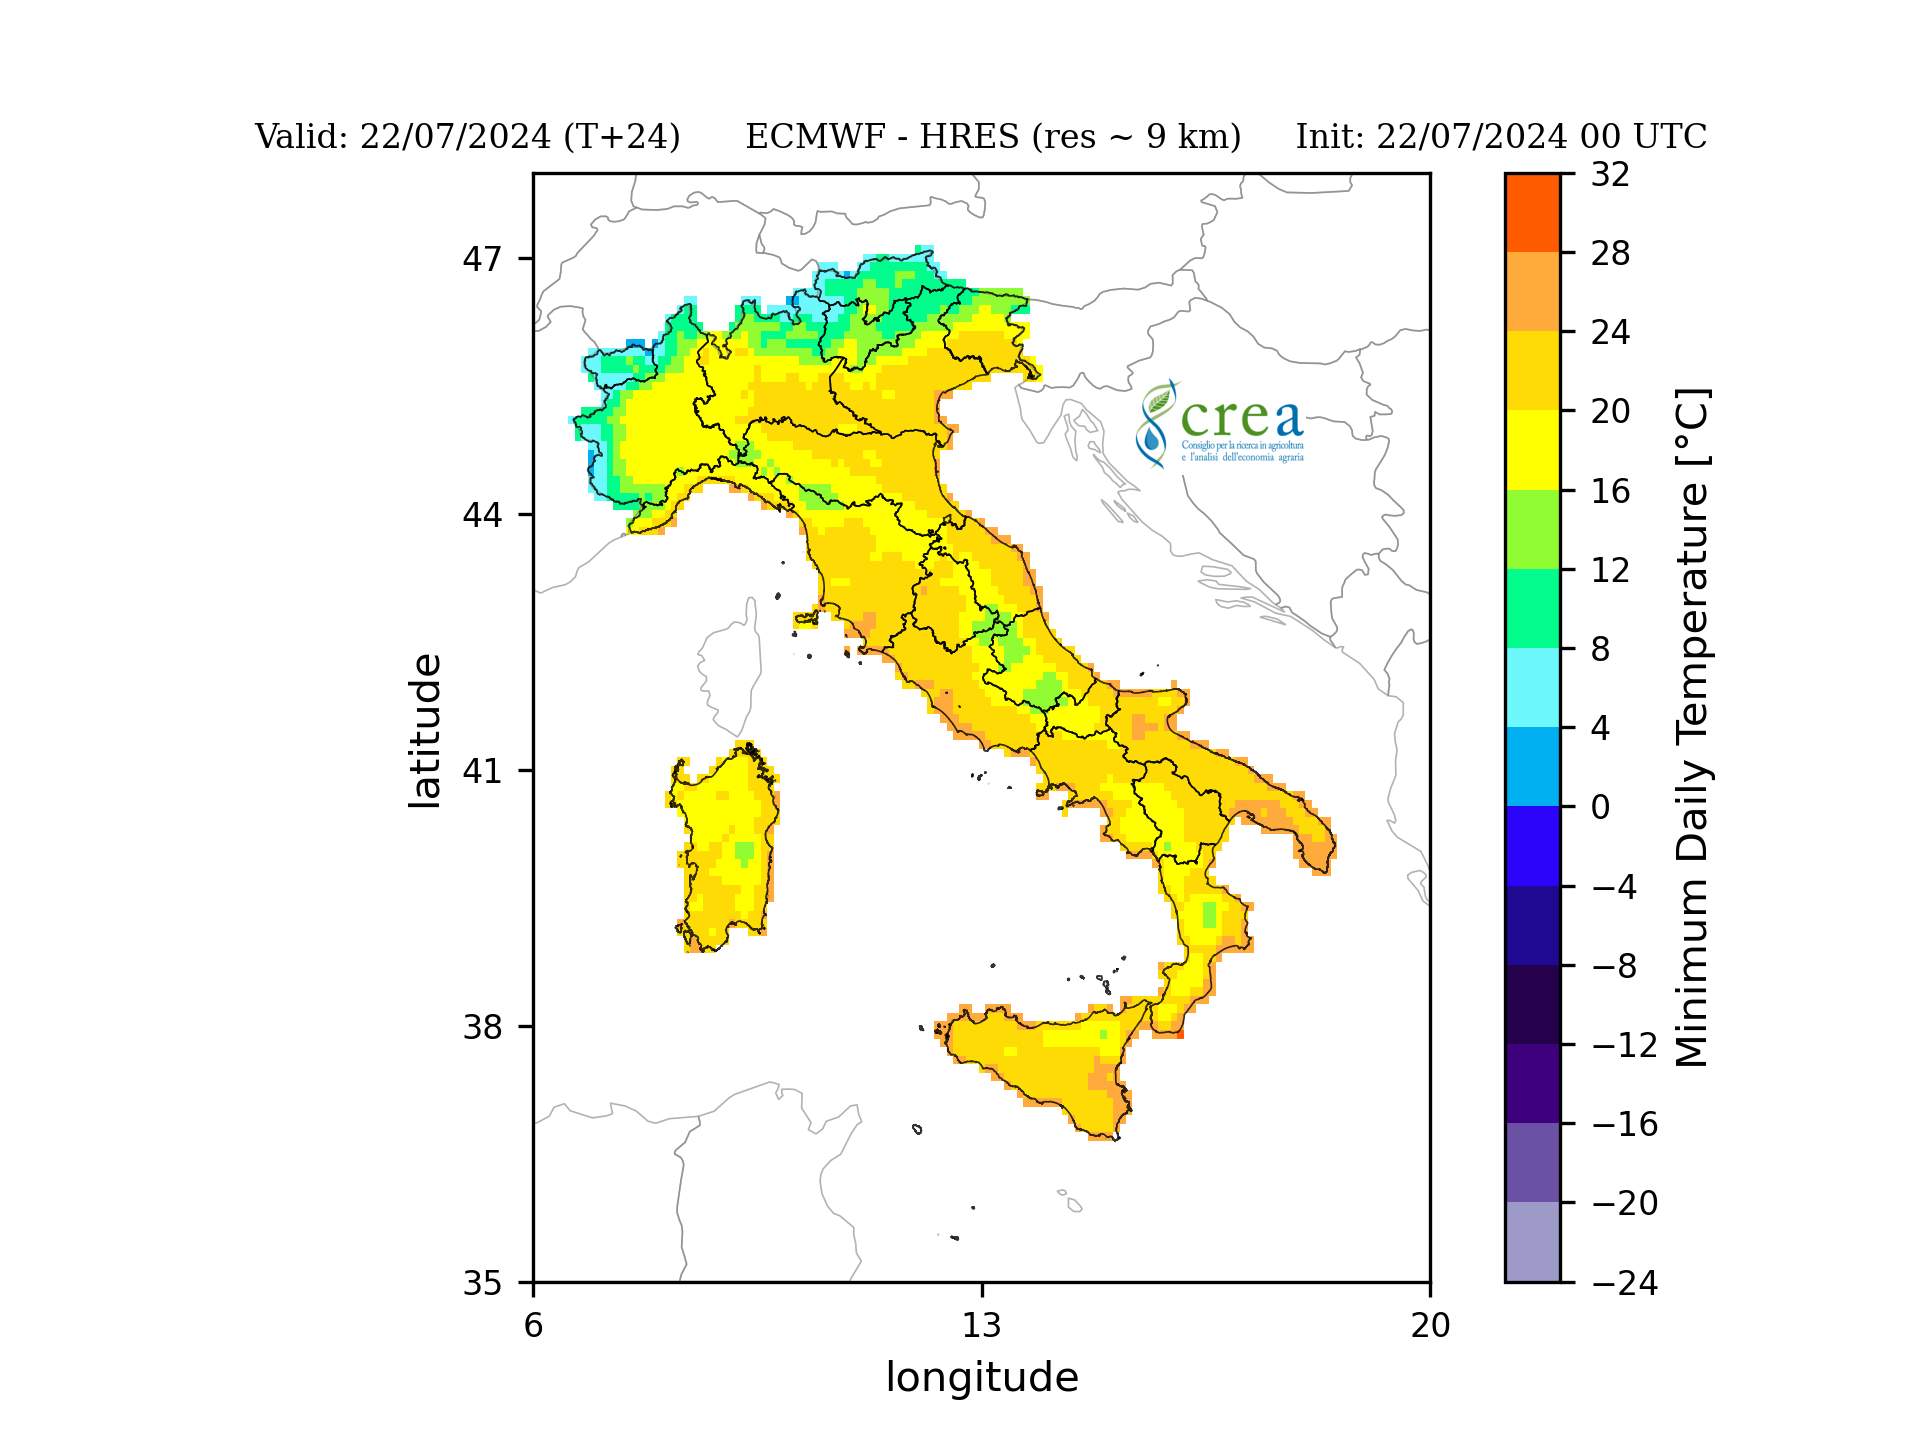 Valid: 22/07/2024 (T+24) ECMWF - HRES (res ~ 9 km) Init: 22/07/2024 00 UTC
47
44
41
38
35
latitude
6 13 20
longitude
crea
Consiglio per la ricerca in agricoltura
e l'analisi dell'economia agraria
32
28
24
20
16
12
8
4
0
−4
−8
−12
−16
−20
−24
Minimum Daily Temperature [°C]